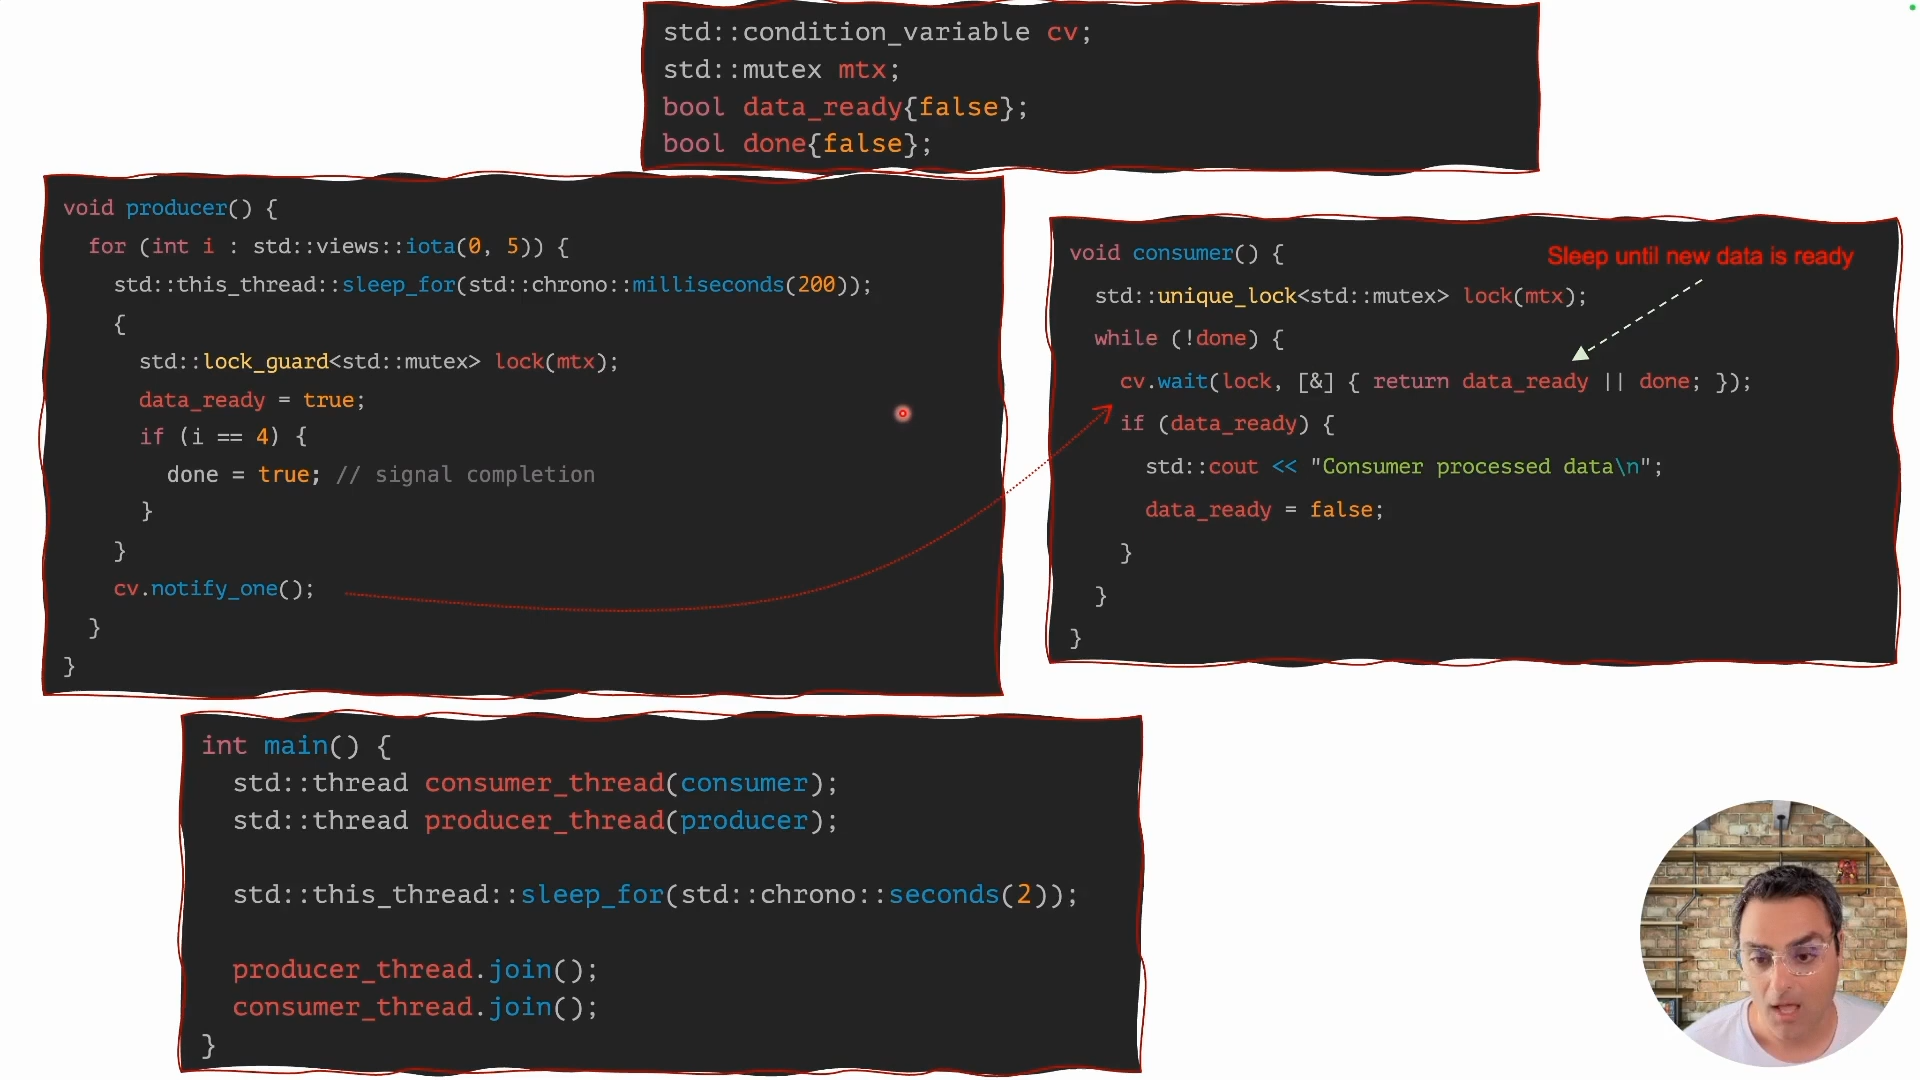 std::condition_variable cv;
std::mutex mtx;
bool data_ready{false};
bool done{false};
void producer() {
  for (int i : std::views::iota(0, 5)) {
    std::this_thread::sleep_for(std::chrono::milliseconds(200));
    {
      std::lock_guard<std::mutex> lock(mtx);
      data_ready = true;
      if (i == 4) {
        done = true; // signal completion
      }
    }
    cv.notify_one();
  }
}
Sleep until new data is ready
void consumer() {
  std::unique_lock<std::mutex> lock(mtx);
  while (!done) {
    cv.wait(lock, [&] { return data_ready || done; });
    if (data_ready) {
      std::cout << "Consumer processed data\n";
      data_ready = false;
    }
  }
}
int main() {
  std::thread consumer_thread(consumer);
  std::thread producer_thread(producer);
  std::this_thread::sleep_for(std::chrono::seconds(2));
  producer_thread.join();
  consumer_thread.join();
}